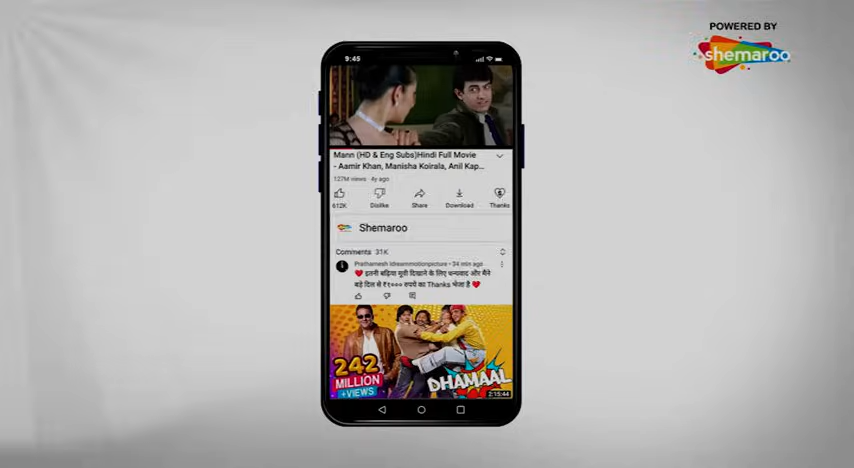 POWERED BY
shemaroo
9:45
Mann (HD & Eng Subs)Hindi Full Movie
- Aamir Khan, Manisha Koirala, Anil Kap...
127M views · 4y ago
612K Dislike Share Download Thanks
Shemaroo
Comments 31K
Prathamesh Idreammotionpicture • 34 min ago
❤️ इतनी बढ़िया मूवी दिखाने के लिए धन्यवाद और मैंने
बड़े दिल से ₹१००० रुपये का Thanks भेजा है ❤️
242
MILLION
+VIEWS
DHAMAAL
2:15:44